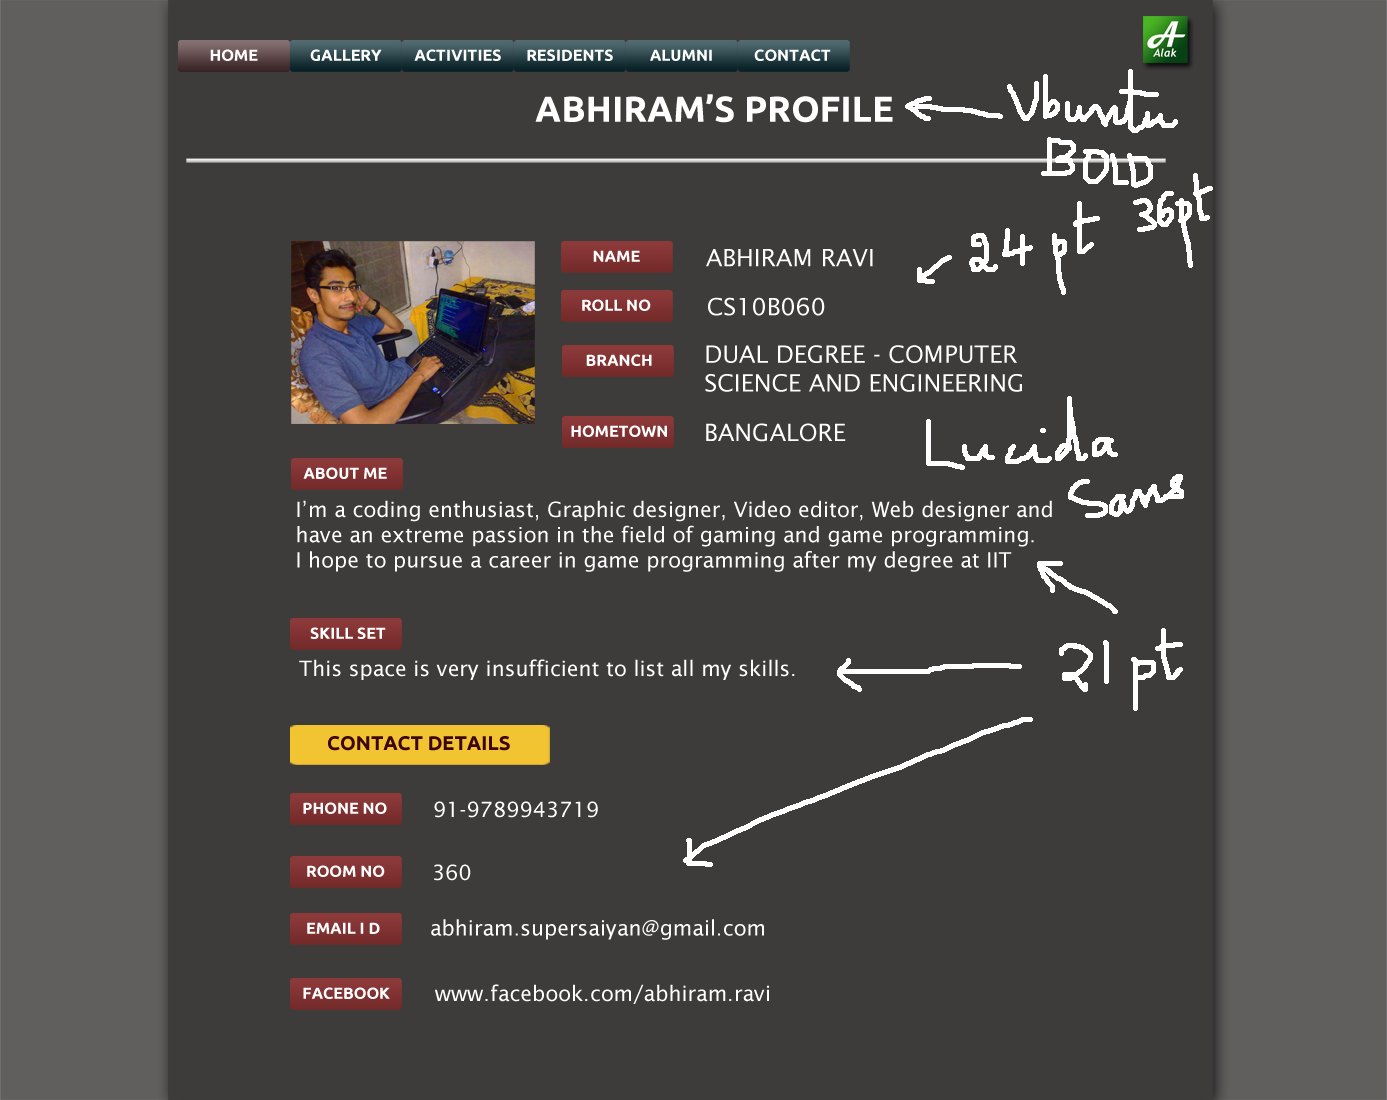 HOME GALLERY ACTIVITIES RESIDENTS ALUMNI CONTACT
A
Alak
ABHIRAM'S PROFILE
Ubuntu
BOLD
36pt
24 pt
NAME ABHIRAM RAVI
ROLL NO CS10B060
BRANCH DUAL DEGREE - COMPUTER
SCIENCE AND ENGINEERING
HOMETOWN BANGALORE
Lucida
Sans
ABOUT ME
I'm a coding enthusiast, Graphic designer, Video editor, Web designer and
have an extreme passion in the field of gaming and game programming.
I hope to pursue a career in game programming after my degree at IIT
SKILL SET
This space is very insufficient to list all my skills.
21 pt
CONTACT DETAILS
PHONE NO 91-9789943719
ROOM NO 360
EMAIL I D abhiram.supersaiyan@gmail.com
FACEBOOK www.facebook.com/abhiram.ravi